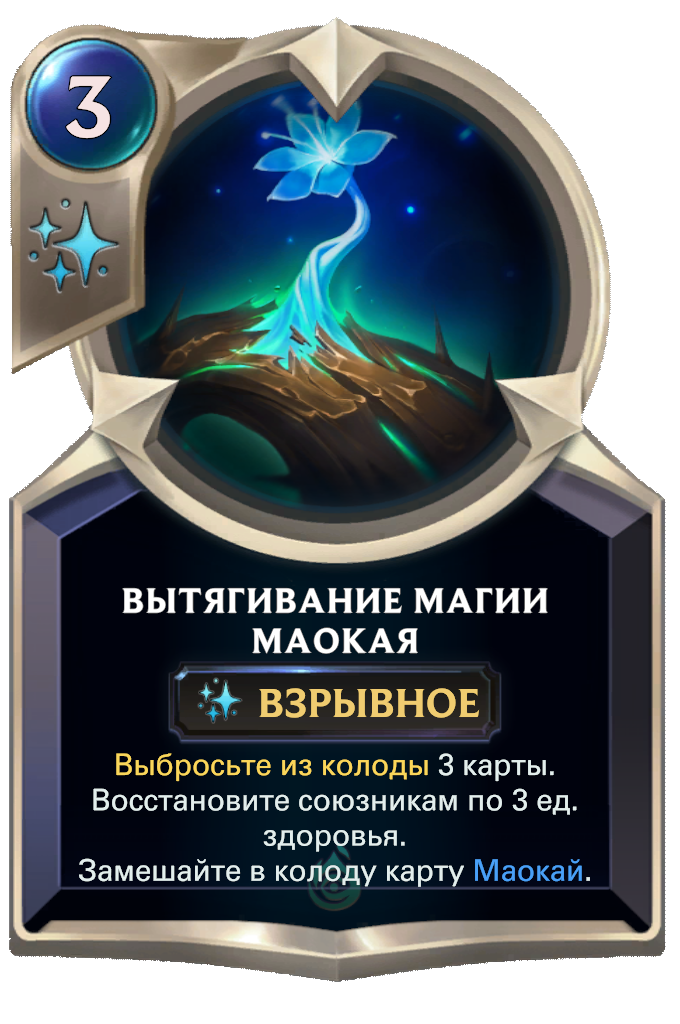 3
ВЫТЯГИВАНИЕ МАГИИ
МАОКАЯ
ВЗРЫВНОЕ
Выбросьте из колоды 3 карты.
Восстановите союзникам по 3 ед.
здоровья.
Замешайте в колоду карту Маокай.